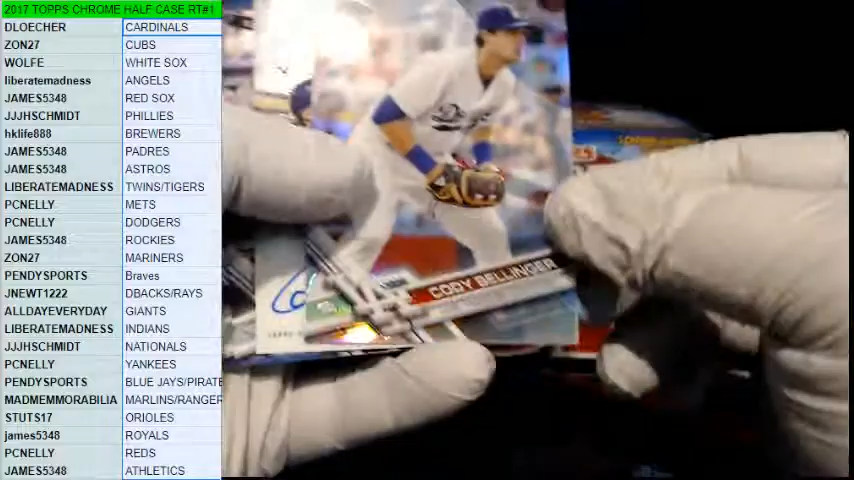 2017 TOPPS CHROME HALF CASE RT#1
DLOECHER CARDINALS
ZON27 CUBS
WOLFE WHITE SOX
liberatemadness ANGELS
JAMES5348 RED SOX
JJJHSCHMIDT PHILLIES
hklife888 BREWERS
JAMES5348 PADRES
JAMES5348 ASTROS
LIBERATEMADNESS TWINS/TIGERS
PCNELLY METS
PCNELLY DODGERS
JAMES5348 ROCKIES
ZON27 MARINERS
PENDYSPORTS Braves
JNEWT1222 DBACKS/RAYS
ALLDAYEVERYDAY GIANTS
LIBERATEMADNESS INDIANS
JJJHSCHMIDT NATIONALS
PCNELLY YANKEES
PENDYSPORTS BLUE JAYS/PIRATE
MADMEMMORABILIA MARLINS/RANGER
STUTS17 ORIOLES
james5348 ROYALS
PCNELLY REDS
JAMES5348 ATHLETICS
CODY BELLINGER